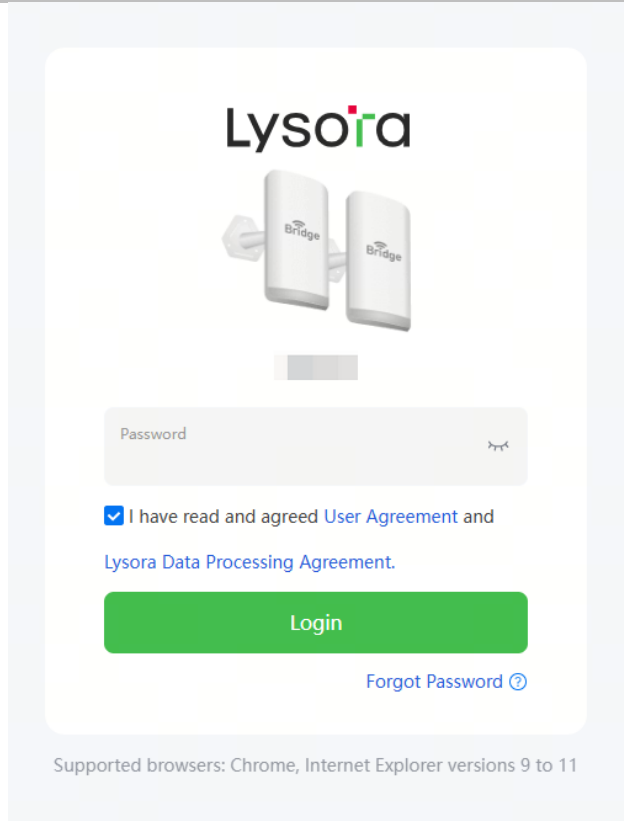 Lysora
Bridge
Bridge
Password
I have read and agreed User Agreement and
Lysora Data Processing Agreement.
Login
Forgot Password ?
Supported browsers: Chrome, Internet Explorer versions 9 to 11